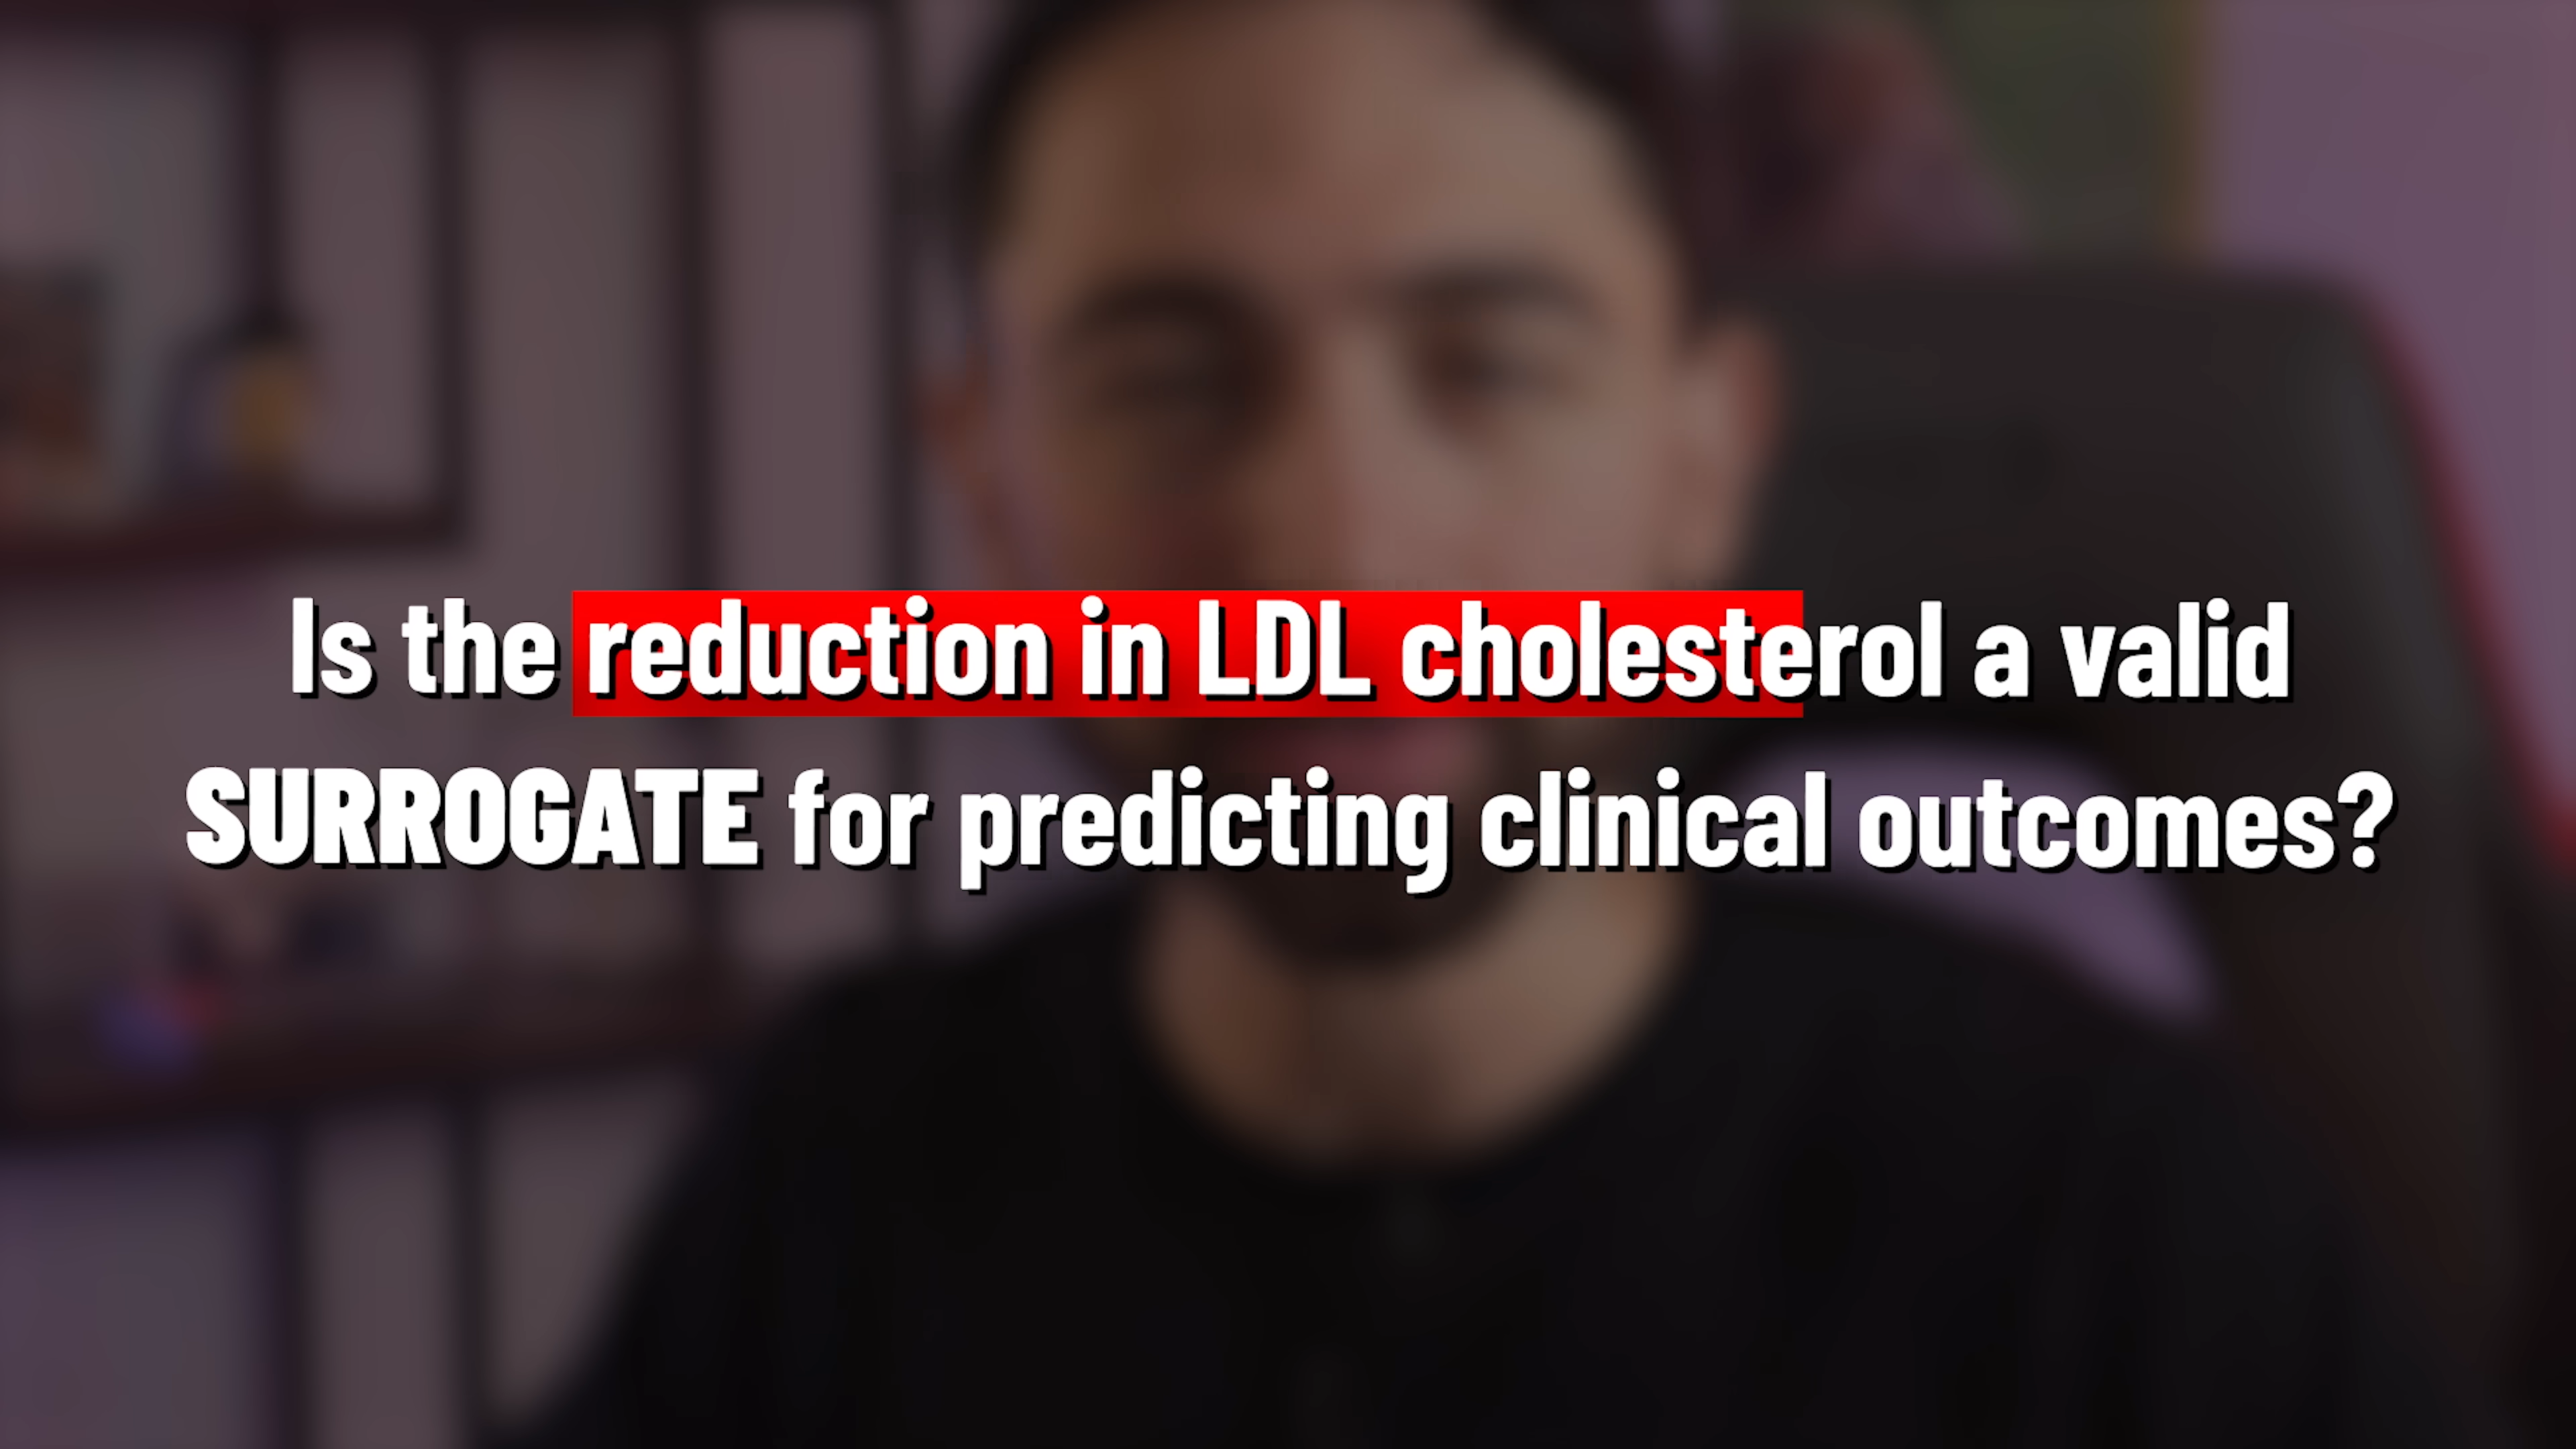 Is the reduction in LDL cholesterol a valid
SURROGATE for predicting clinical outcomes?